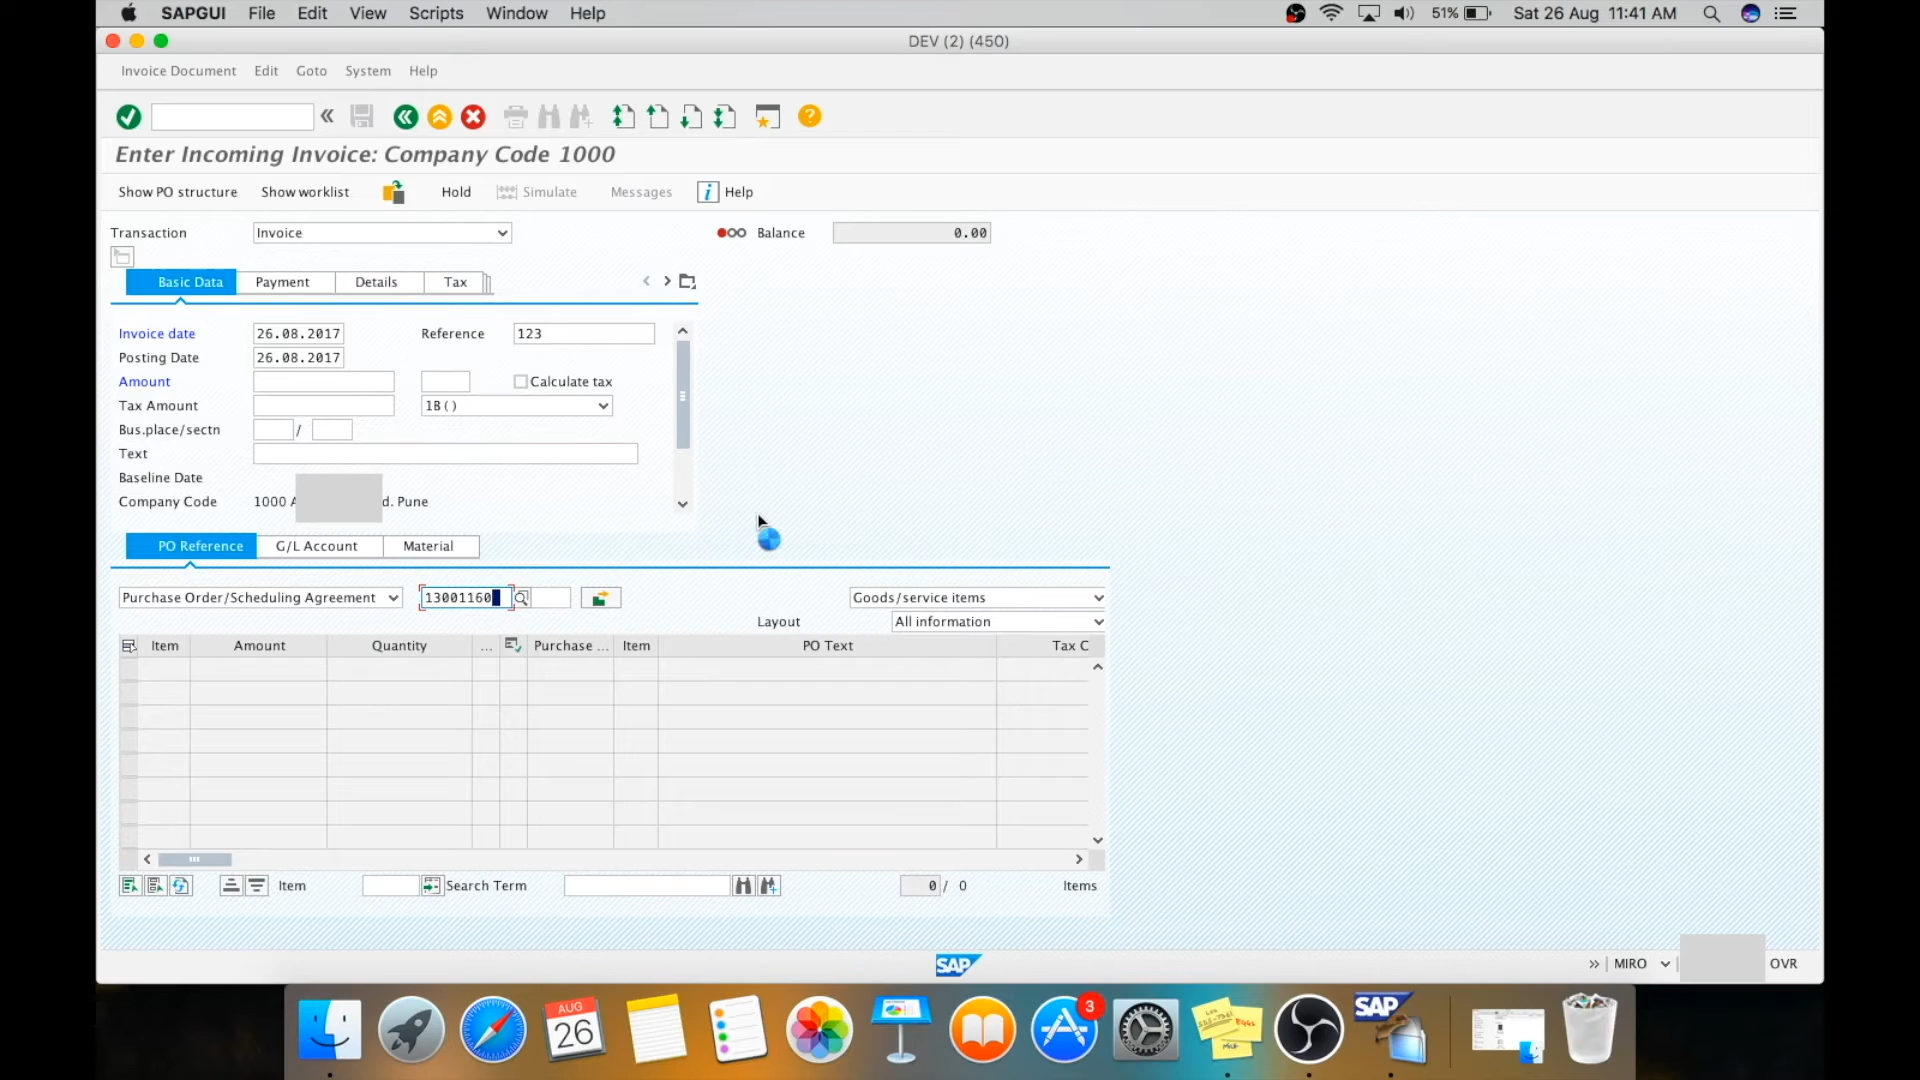 SAPGUI File Edit View Scripts Window Help 51% Sat 26 Aug 11:41 AM
DEV (2) (450)
Invoice Document Edit Goto System Help
Enter Incoming Invoice: Company Code 1000
Show PO structure Show worklist Hold Simulate Messages Help
Transaction Invoice Balance 0.00
Basic Data Payment Details Tax
Invoice date 26.08.2017 Reference 123
Posting Date 26.08.2017
Amount Calculate tax
Tax Amount 1B()
Bus.place/sectn /
Text
Baseline Date
Company Code 1000 A d. Pune
PO Reference G/L Account Material
Purchase Order/Scheduling Agreement 13001160 Goods/service items
Layout All information
Item Amount Quantity ... Purchase ... Item PO Text Tax C
Item Search Term 0 / 0 Items
SAP MIRO OVR
AUG
26
3
SAP